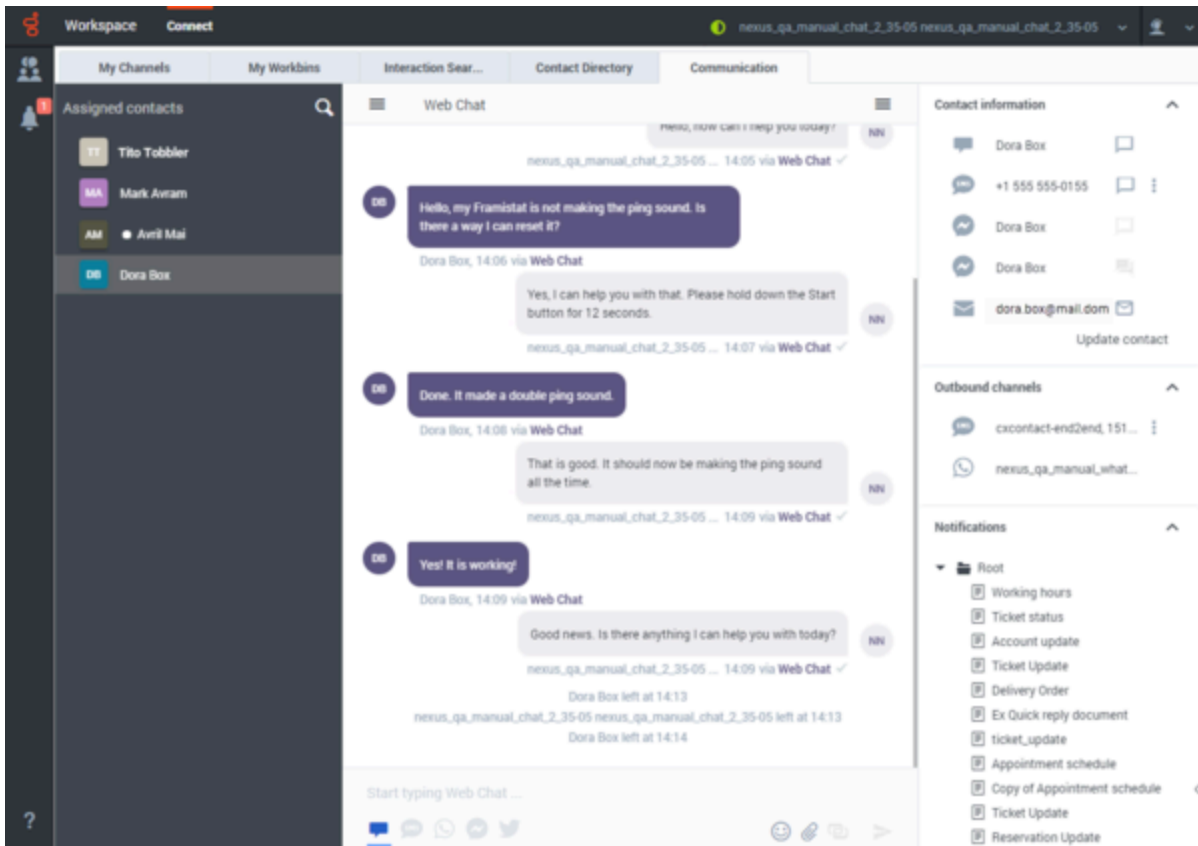 Workspace Connect nexus_qa_manual_chat_2_35-05 nexus_qa_manual_chat_2_35-05
My Channels My Workbins Interaction Sear... Contact Directory Communication
1
Assigned contacts
TT Tito Tobbler
MA Mark Avram
AM Avril Mai
DB Dora Box
Web Chat
Hello, how can I help you today?
NN
nexus_qa_manual_chat_2_35-05 ... 14:05 via Web Chat
DB
Hello, my Framistat is not making the ping sound. Is
there a way I can reset it?
Dora Box, 14:06 via Web Chat
Yes, I can help you with that. Please hold down the Start
button for 12 seconds.
NN
nexus_qa_manual_chat_2_35-05 ... 14:07 via Web Chat
DB
Done. It made a double ping sound.
Dora Box, 14:08 via Web Chat
That is good. It should now be making the ping sound
all the time.
NN
nexus_qa_manual_chat_2_35-05 ... 14:09 via Web Chat
DB
Yes! It is working!
Dora Box, 14:09 via Web Chat
Good news. Is there anything I can help you with today?
NN
nexus_qa_manual_chat_2_35-05 ... 14:09 via Web Chat
Dora Box left at 14:13
nexus_qa_manual_chat_2_35-05 nexus_qa_manual_chat_2_35-05 left at 14:13
Dora Box left at 14:14
Start typing Web Chat ...
?
Contact information
Dora Box
+1 555 555-0155
Dora Box
Dora Box
dora.box@mail.dom
Update contact
Outbound channels
cxcontact-end2end, 151...
nexus_qa_manual_what...
Notifications
Root
Working hours
Ticket status
Account update
Ticket Update
Delivery Order
Ex Quick reply document
ticket_update
Appointment schedule
Copy of Appointment schedule
Ticket Update
Reservation Update